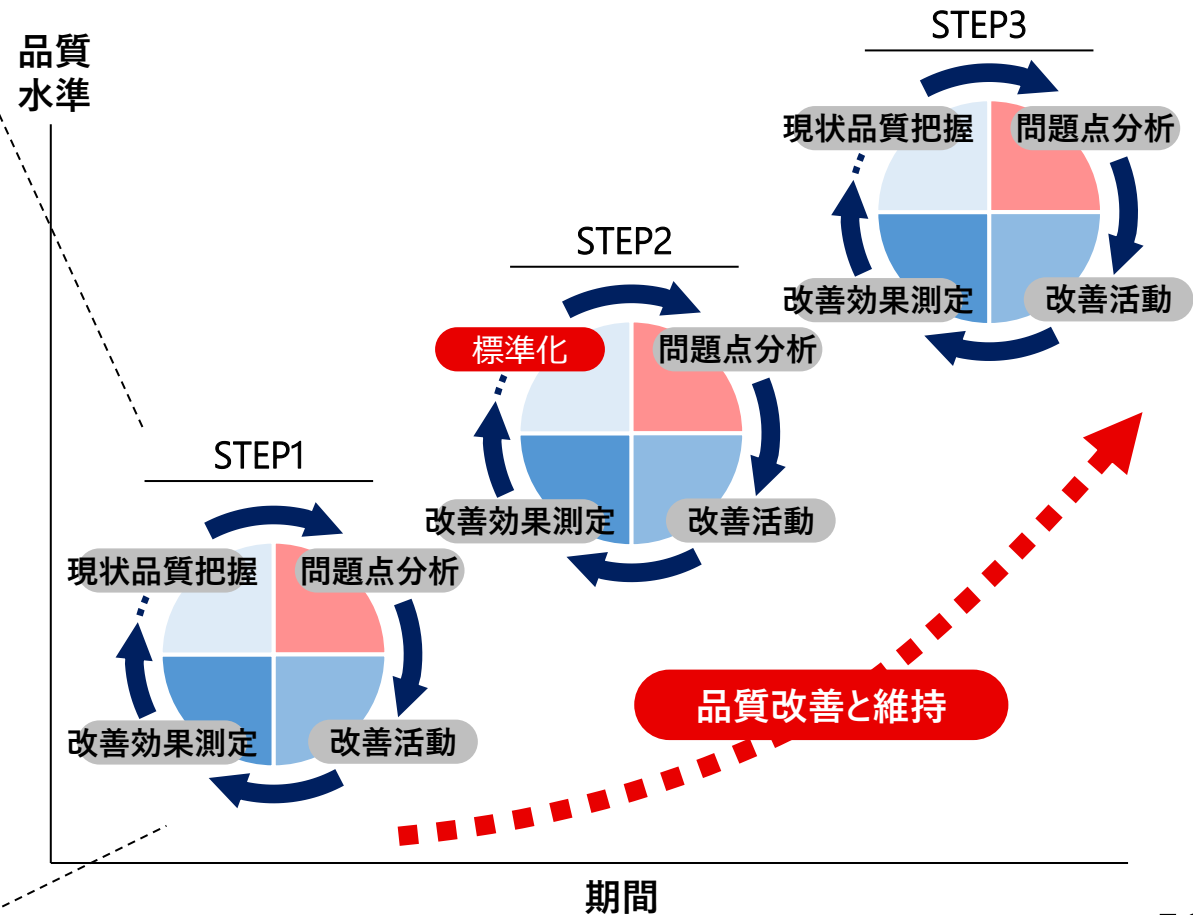 品質
水準
STEP3
現状品質把握
問題点分析
改善効果測定
改善活動
STEP2
標準化
問題点分析
改善効果測定
改善活動
STEP1
現状品質把握
問題点分析
改善効果測定
改善活動
品質改善と維持
期間